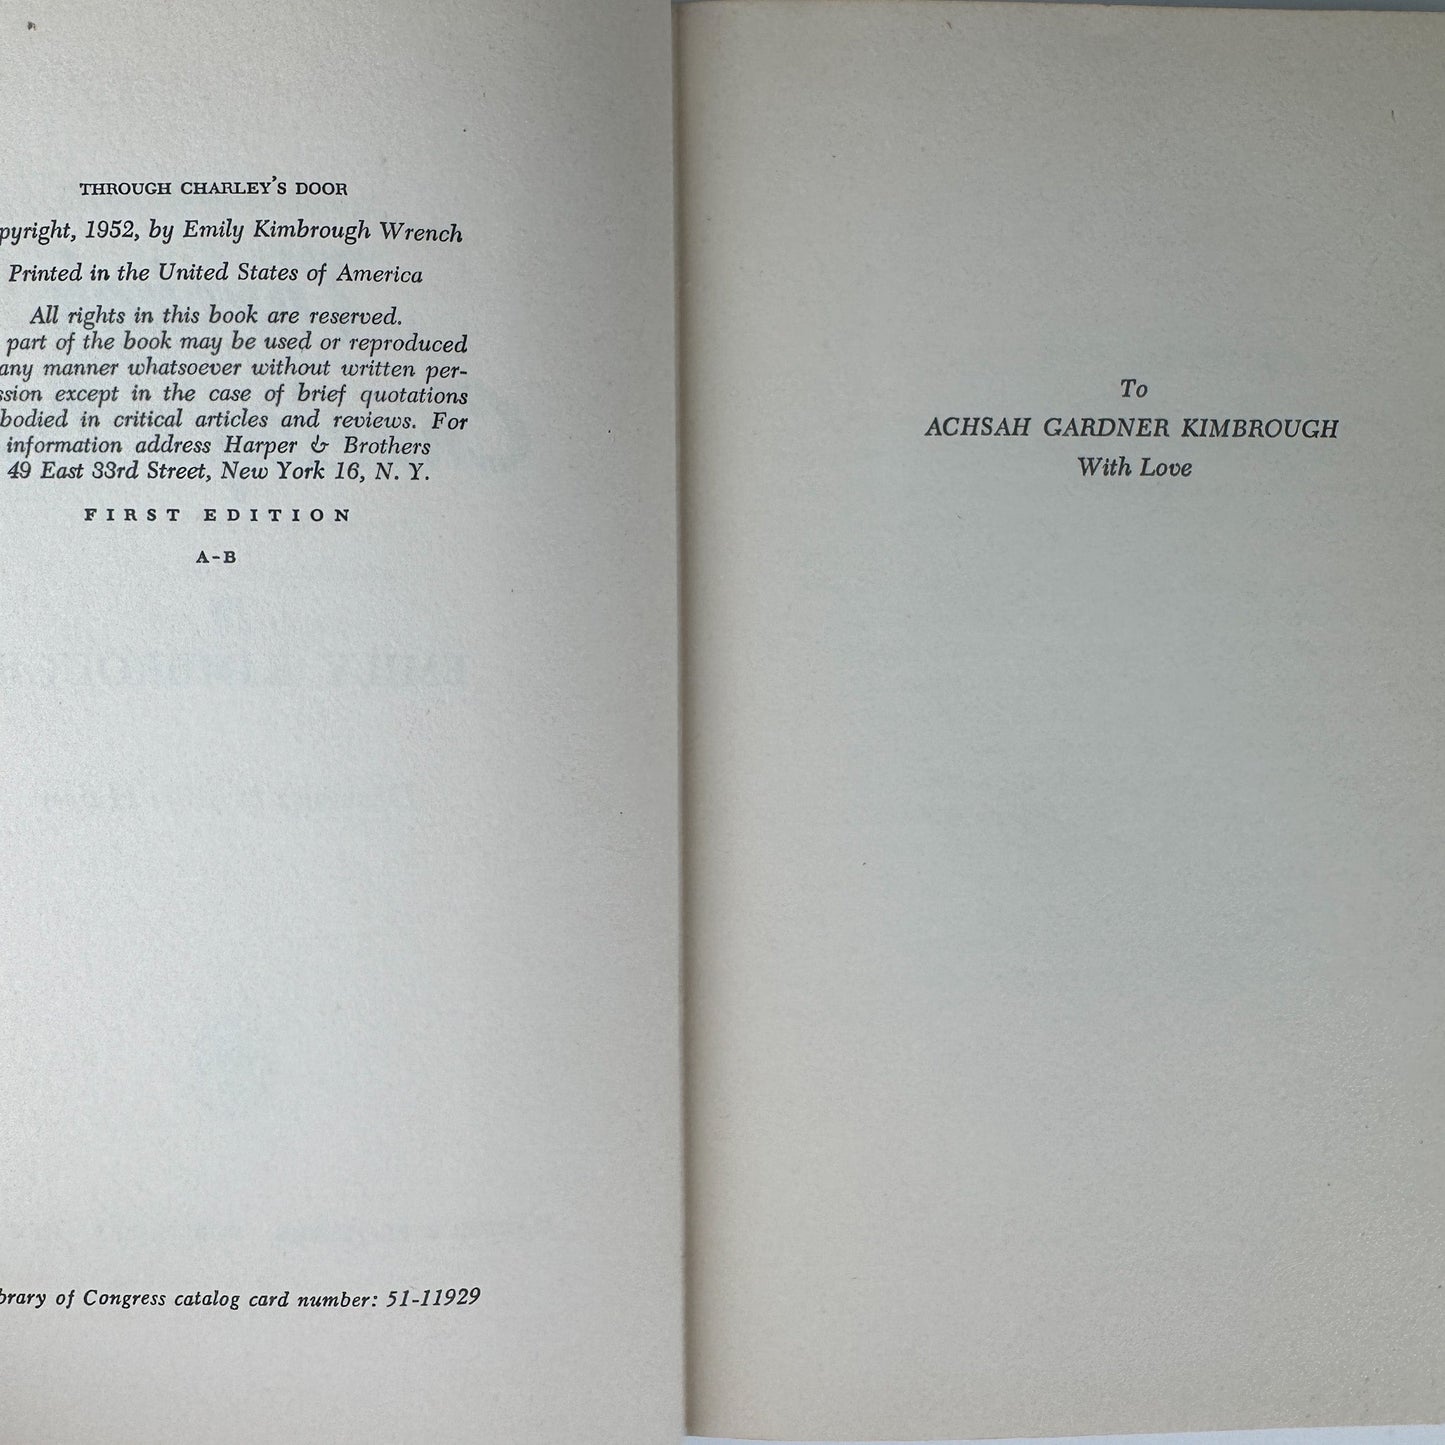 THROUGH CHARLEY'S DOOR
pyright, 1952, by Emily Kimbrough Wrench
Printed in the United States of America
All rights in this book are reserved.
part of the book may be used or reproduced
any manner whatsoever without written per-
ssion except in the case of brief quotations
bodied in critical articles and reviews. For
information address Harper & Brothers
49 East 33rd Street, New York 16, N. Y.
FIRST EDITION
A-B
brary of Congress catalog card number: 51-11929
To
ACHSAH GARDNER KIMBROUGH
With Love